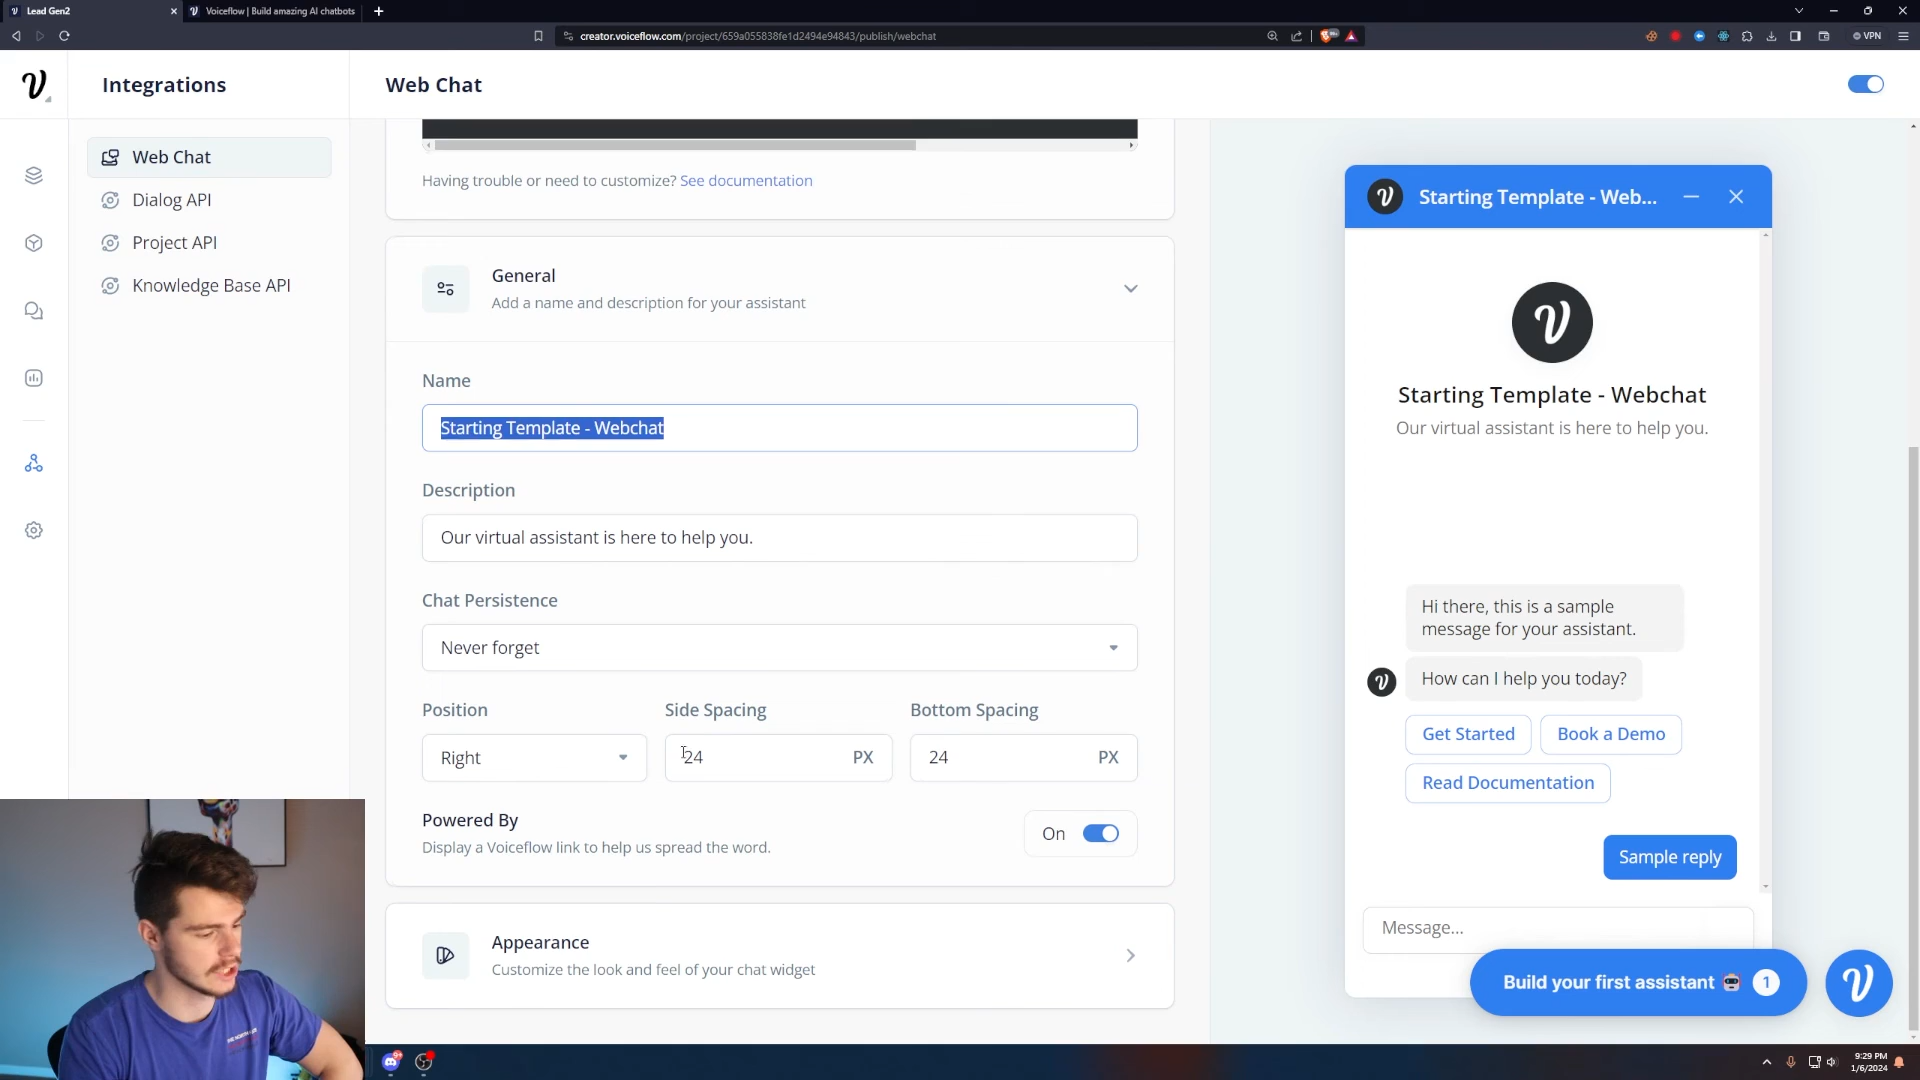 Lead Gen2
Voiceflow | Build amazing AI chatbots
creator.voiceflow.com/project/659a055838fe1d2494e94843/publish/webchat
VPN
Integrations
Web Chat
Web Chat
Dialog API
Project API
Knowledge Base API
Having trouble or need to customize? See documentation
General
Add a name and description for your assistant
Name
Starting Template - Webchat
Description
Our virtual assistant is here to help you.
Chat Persistence
Never forget
Position
Side Spacing
Bottom Spacing
Right
24 PX
24 PX
Powered By
Display a Voiceflow link to help us spread the word.
On
Appearance
Customize the look and feel of your chat widget
Starting Template - Web...
Starting Template - Webchat
Our virtual assistant is here to help you.
Hi there, this is a sample
message for your assistant.
How can I help you today?
Get Started
Book a Demo
Read Documentation
Sample reply
Message...
Build your first assistant 🤖 1
9:29 PM
1/6/2024